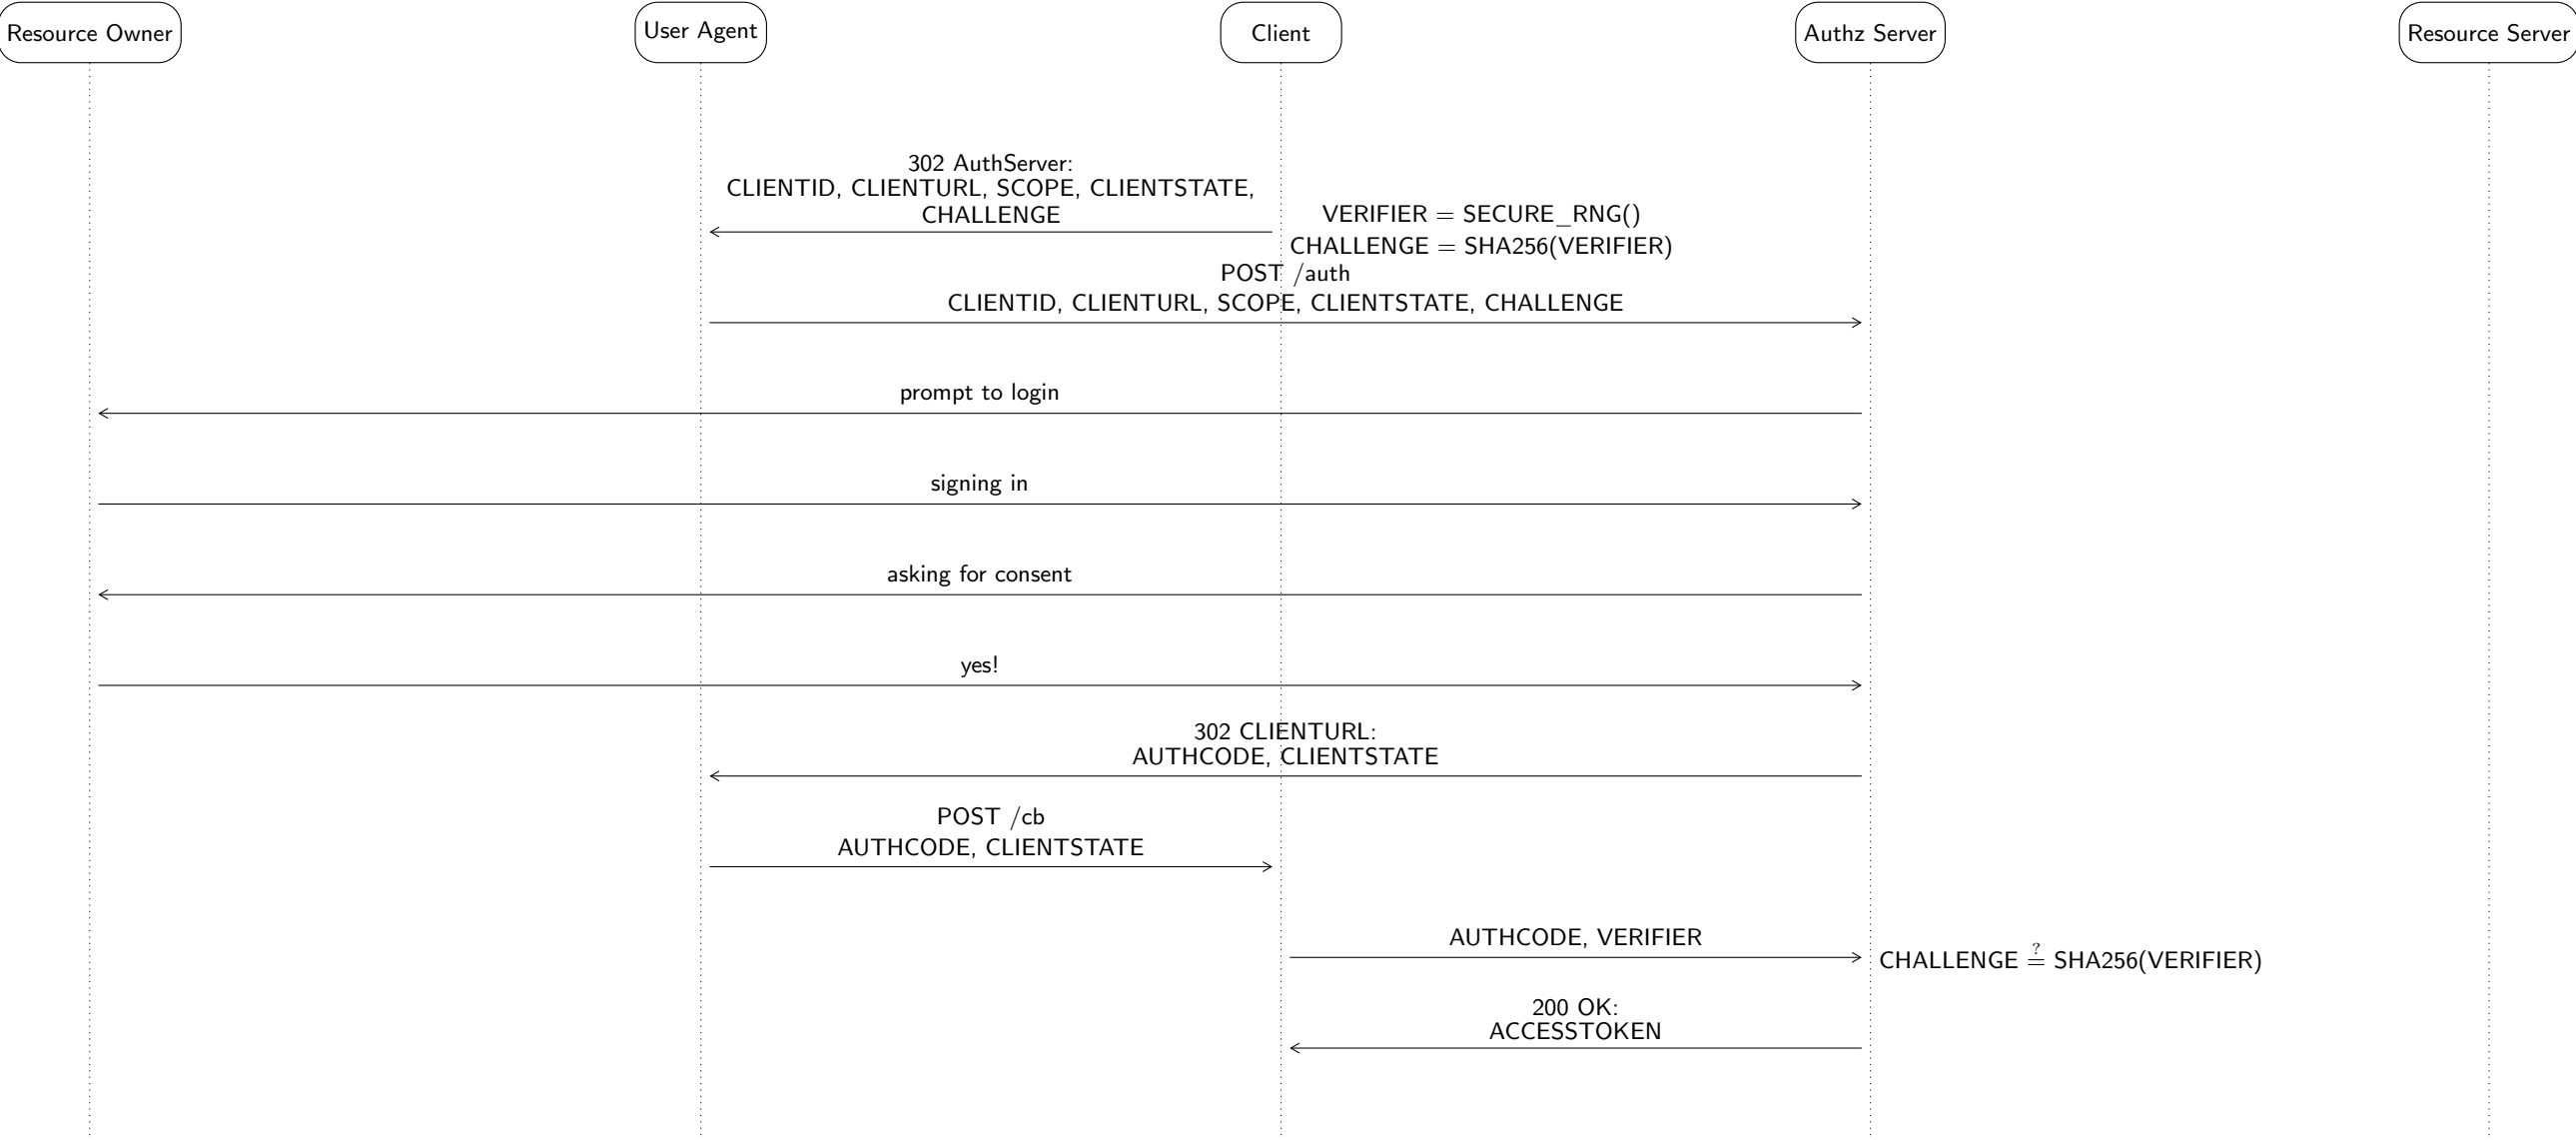 Resource Owner
User Agent
Client
Authz Server
Resource Server
302 AuthServer:
CLIENTID, CLIENTURL, SCOPE, CLIENTSTATE,
CHALLENGE
VERIFIER = SECURE_RNG()
CHALLENGE = SHA256(VERIFIER)
POST /auth
CLIENTID, CLIENTURL, SCOPE, CLIENTSTATE, CHALLENGE
prompt to login
signing in
asking for consent
yes!
302 CLIENTURL:
AUTHCODE, CLIENTSTATE
POST /cb
AUTHCODE, CLIENTSTATE
AUTHCODE, VERIFIER
CHALLENGE ≟ SHA256(VERIFIER)
200 OK:
ACCESSTOKEN